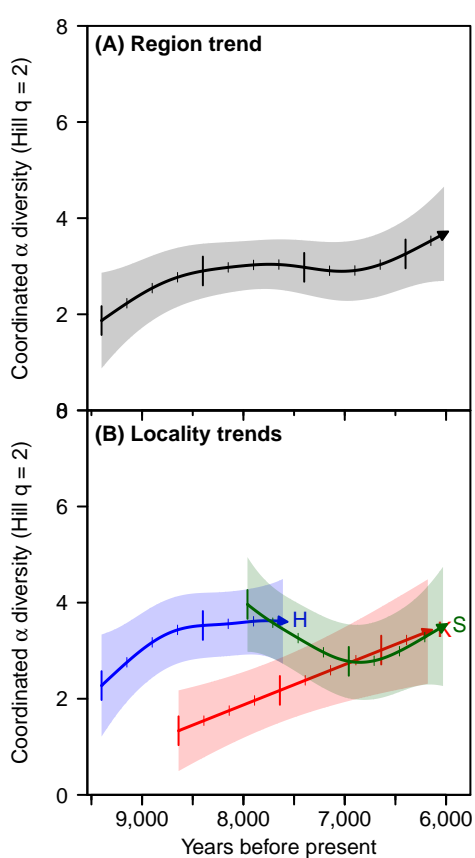 (A) Region trend
Coordinated α diversity (Hill q = 2)
8
6
4
2
0
(B) Locality trends
Coordinated α diversity (Hill q = 2)
8
6
4
2
0
H
K
S
9,000 8,000 7,000 6,000
Years before present